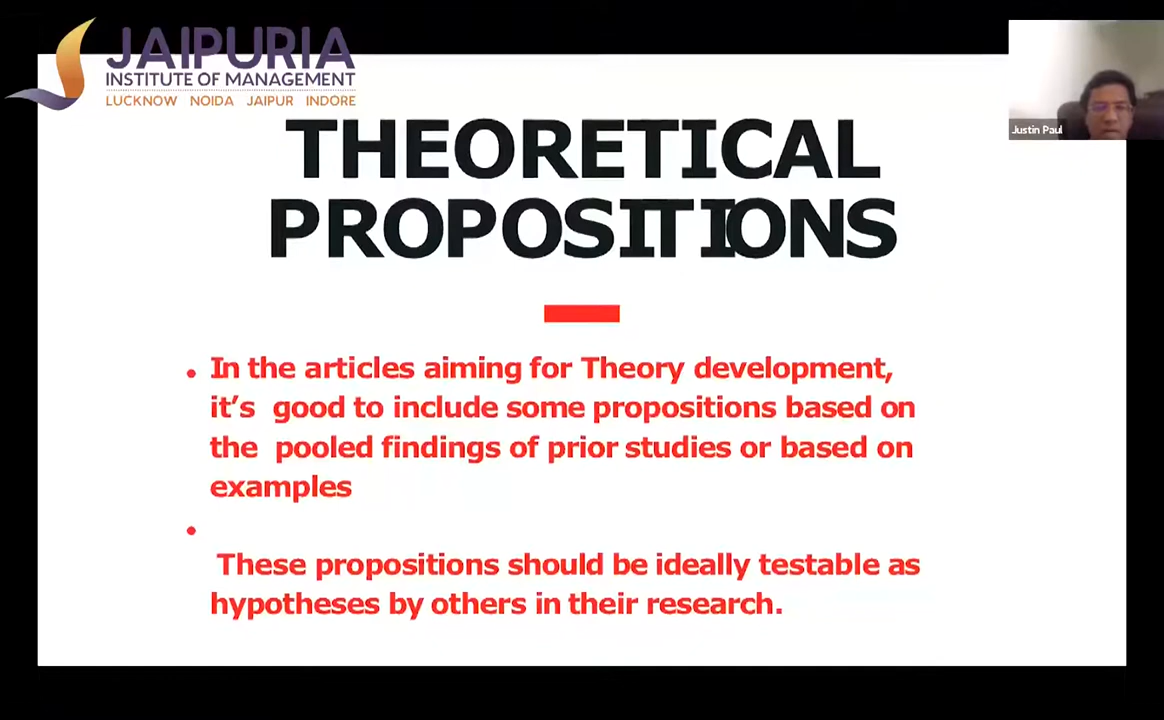 JAIPURIA
INSTITUTE OF MANAGEMENT
LUCKNOW NOIDA JAIPUR INDORE
Justin Paul
THEORETICAL
PROPOSITIONS
• In the articles aiming for Theory development,
it's good to include some propositions based on
the pooled findings of prior studies or based on
examples
•
These propositions should be ideally testable as
hypotheses by others in their research.